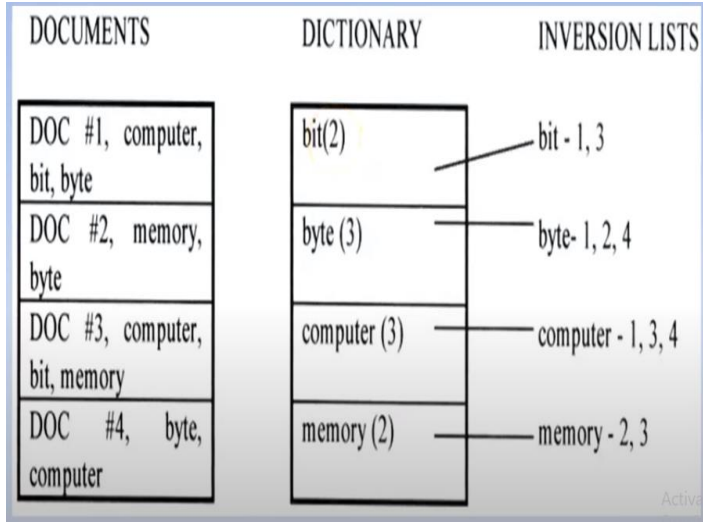 DOCUMENTS
DICTIONARY
INVERSION LISTS
DOC #1, computer,
bit, byte
DOC #2, memory,
byte
DOC #3, computer,
bit, memory
DOC #4, byte,
computer
bit(2)
byte (3)
computer (3)
memory (2)
bit - 1, 3
byte- 1, 2, 4
computer - 1, 3, 4
memory - 2, 3
Activa